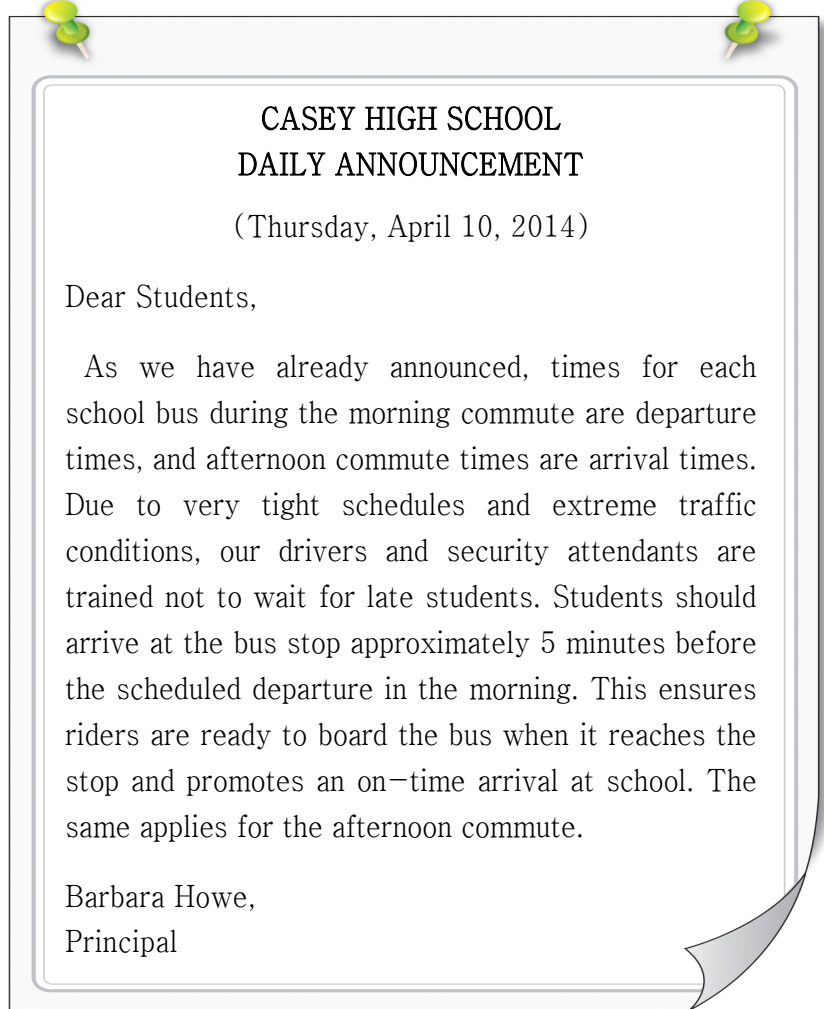 CASEY HIGH SCHOOL
DAILY ANNOUNCEMENT
(Thursday, April 10, 2014)
Dear Students,
As we have already announced, times for each
school bus during the morning commute are departure
times, and afternoon commute times are arrival times.
Due to very tight schedules and extreme traffic
conditions, our drivers and security attendants are
trained not to wait for late students. Students should
arrive at the bus stop approximately 5 minutes before
the scheduled departure in the morning. This ensures
riders are ready to board the bus when it reaches the
stop and promotes an on-time arrival at school. The
same applies for the afternoon commute.
Barbara Howe,
Principal